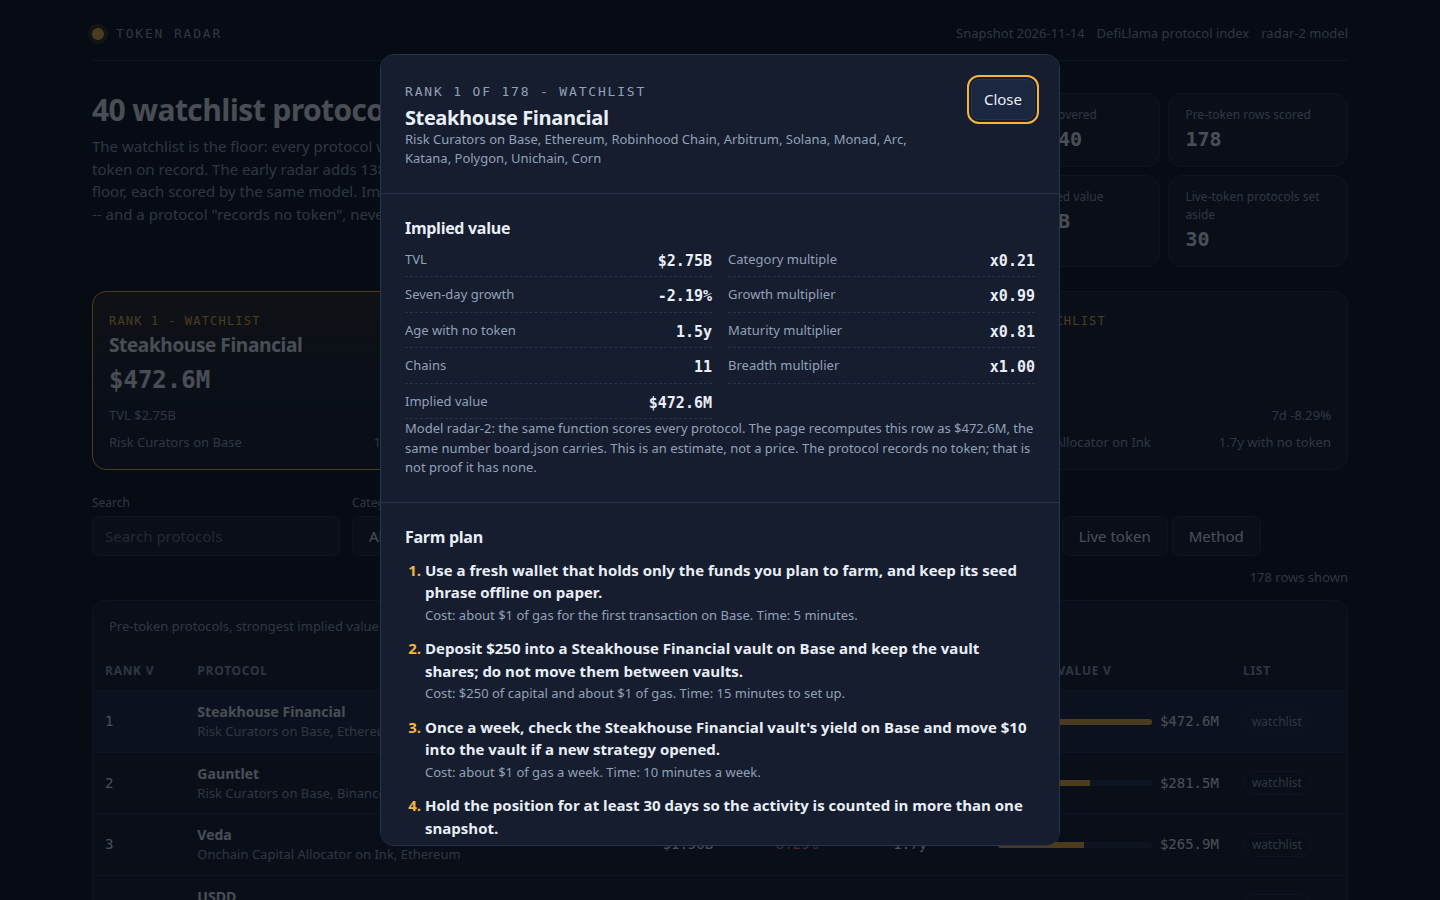 TOKEN RADAR
Snapshot 2026-11-14 DefiLlama protocol index radar-2 model
40 watchlist protoco
The watchlist is the floor: every protocol
token on record. The early radar adds 138
floor, each scored by the same model. Im
-- and a protocol "records no token", neve
overed
40
Pre-token rows scored
178
ed value
B
Live-token protocols set
aside
30
RANK 1 - WATCHLIST
Steakhouse Financial
$472.6M
TVL $2.75B
Risk Curators on Base
CHLIST
7d -8.29%
Allocator on Ink
1.7y with no token
Search
Search protocols
Live token
Method
178 rows shown
Pre-token protocols, strongest implied value
RANK V
PROTOCOL
VALUE V
LIST
1
Steakhouse Financial
Risk Curators on Base, Ethereu
$472.6M
watchlist
2
Gauntlet
Risk Curators on Base, Binance
$281.5M
watchlist
3
Veda
Onchain Capital Allocator on Ink, Ethereum
1.7y
$265.9M
watchlist
USDD
RANK 1 OF 178 - WATCHLIST
Steakhouse Financial
Risk Curators on Base, Ethereum, Robinhood Chain, Arbitrum, Solana, Monad, Arc,
Katana, Polygon, Unichain, Corn
Close
Implied value
TVL $2.75B
Category multiple x0.21
Seven-day growth -2.19%
Growth multiplier x0.99
Age with no token 1.5y
Maturity multiplier x0.81
Chains 11
Breadth multiplier x1.00
Implied value $472.6M
Model radar-2: the same function scores every protocol. The page recomputes this row as $472.6M, the
same number board.json carries. This is an estimate, not a price. The protocol records no token; that is
not proof it has none.
Farm plan
1. Use a fresh wallet that holds only the funds you plan to farm, and keep its seed
phrase offline on paper.
Cost: about $1 of gas for the first transaction on Base. Time: 5 minutes.
2. Deposit $250 into a Steakhouse Financial vault on Base and keep the vault
shares; do not move them between vaults.
Cost: $250 of capital and about $1 of gas. Time: 15 minutes to set up.
3. Once a week, check the Steakhouse Financial vault's yield on Base and move $10
into the vault if a new strategy opened.
Cost: about $1 of gas a week. Time: 10 minutes a week.
4. Hold the position for at least 30 days so the activity is counted in more than one
snapshot.